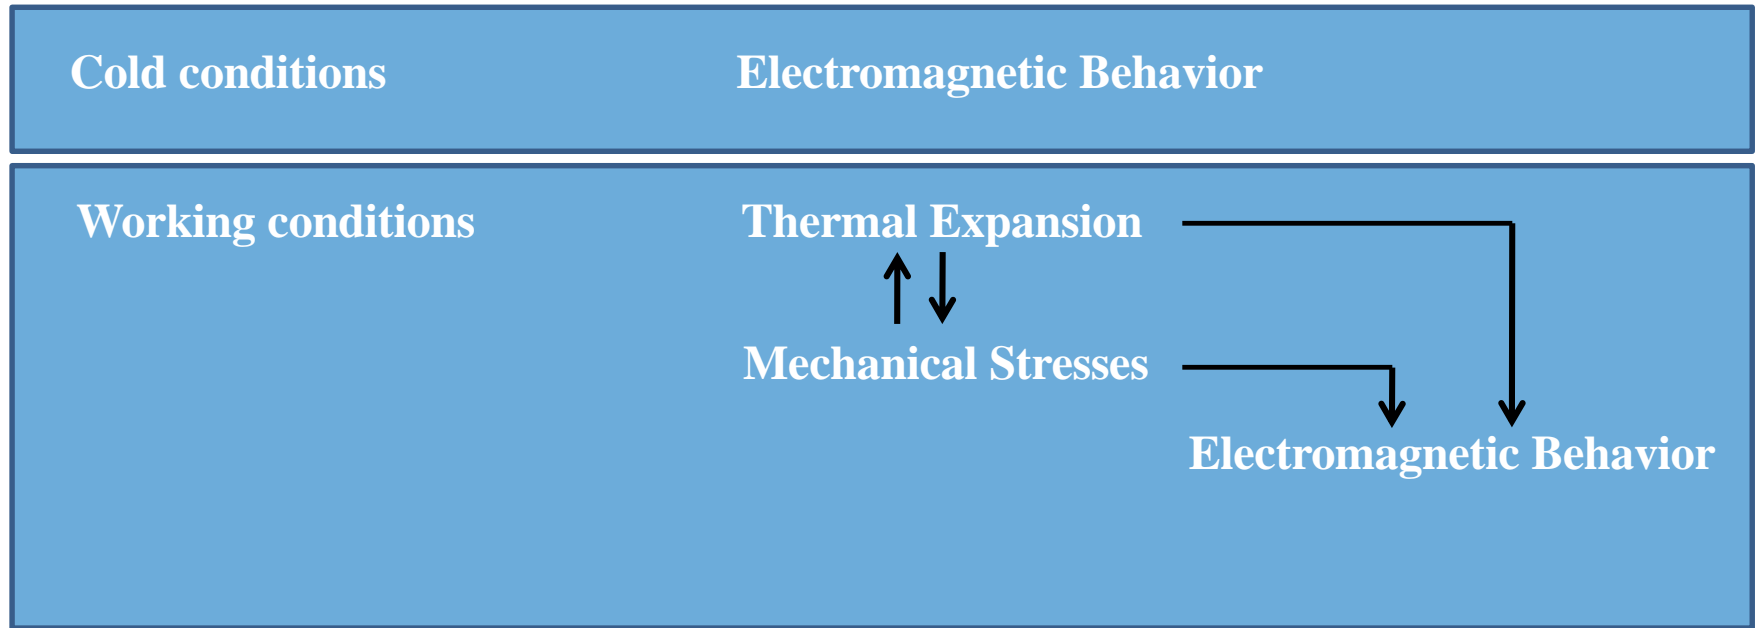 Cold conditions
Electromagnetic Behavior
Working conditions
Thermal Expansion
Mechanical Stresses
Electromagnetic Behavior